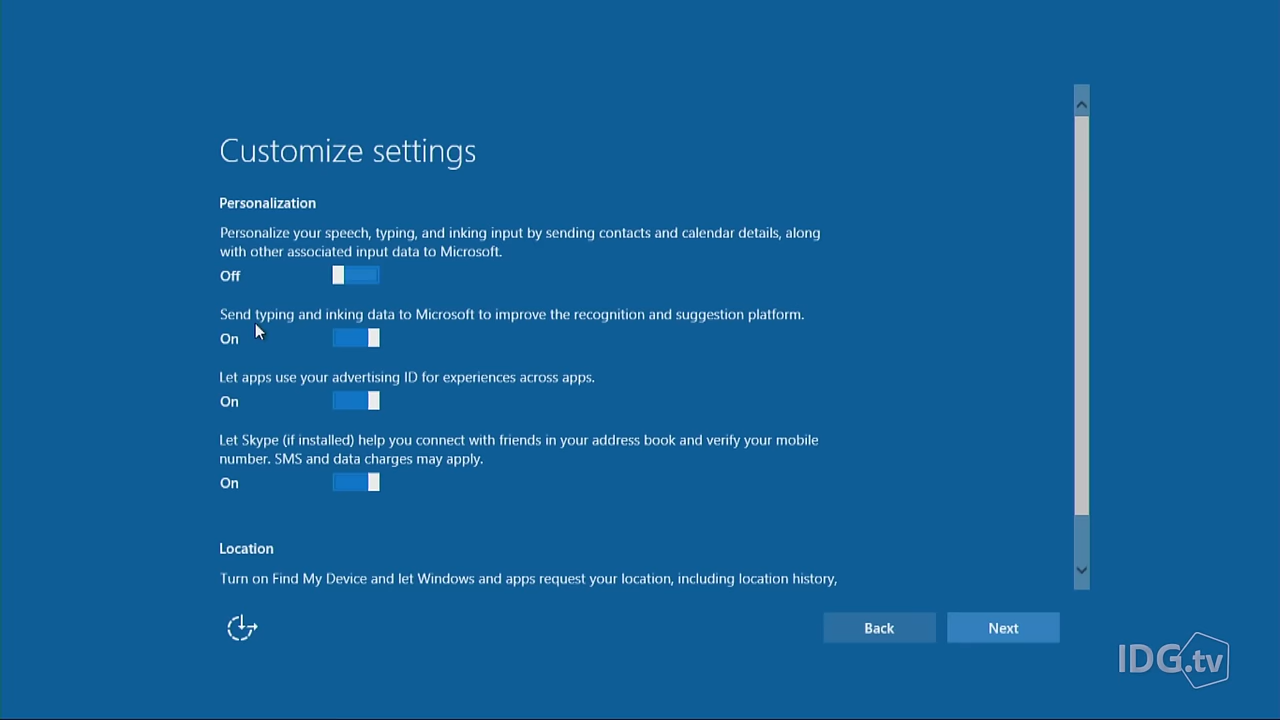 Customize settings
Personalization
Personalize your speech, typing, and inking input by sending contacts and calendar details, along
with other associated input data to Microsoft.
Off
Send typing and inking data to Microsoft to improve the recognition and suggestion platform.
On
Let apps use your advertising ID for experiences across apps.
On
Let Skype (if installed) help you connect with friends in your address book and verify your mobile
number. SMS and data charges may apply.
On
Location
Turn on Find My Device and let Windows and apps request your location, including location history,
Back
Next
IDG.tv